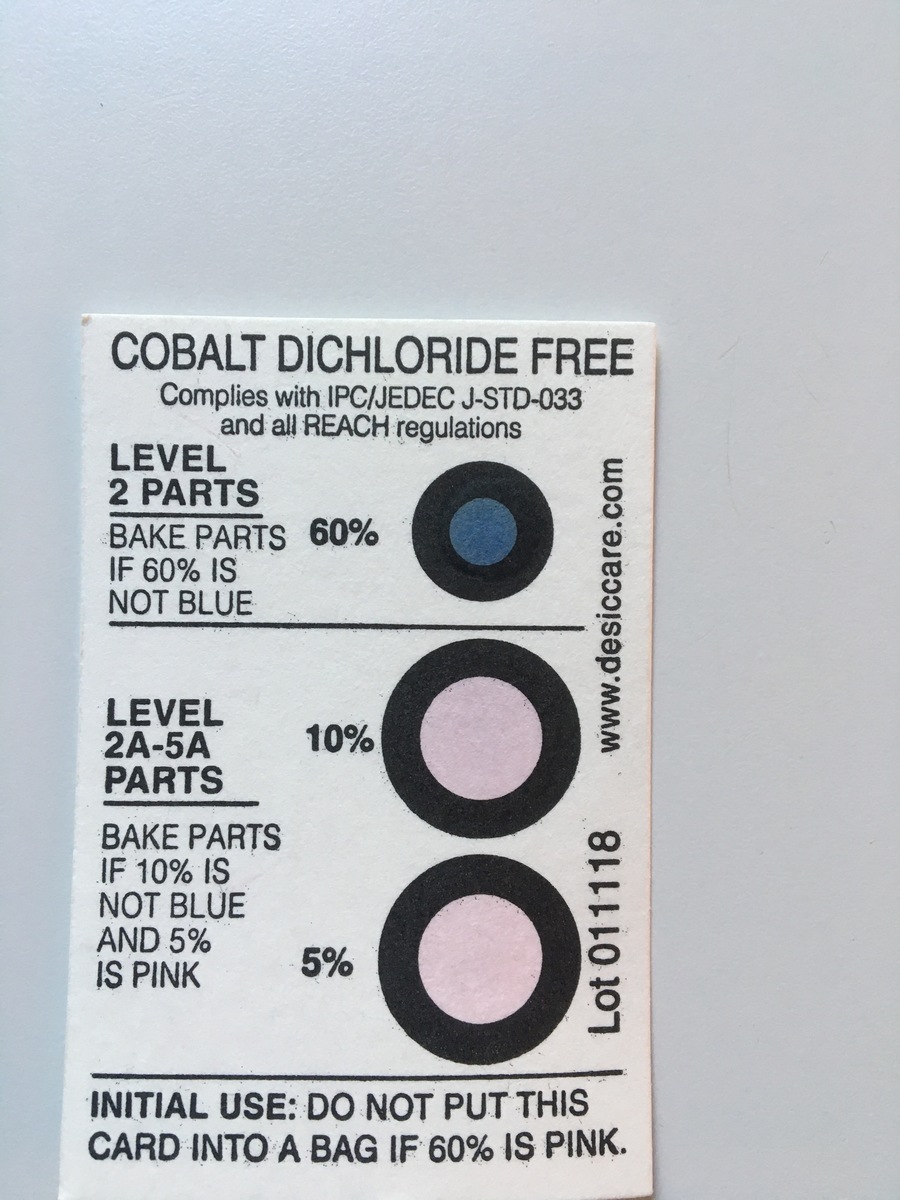 COBALT DICHLORIDE FREE
Complies with IPC/JEDEC J-STD-033
and all REACH regulations
LEVEL
2 PARTS
BAKE PARTS
IF 60% IS
NOT BLUE
60%
LEVEL
2A-5A
PARTS
BAKE PARTS
IF 10% IS
NOT BLUE
AND 5%
IS PINK
10%
5%
www.desiccare.com
Lot 011118
INITIAL USE: DO NOT PUT THIS
CARD INTO A BAG IF 60% IS PINK.